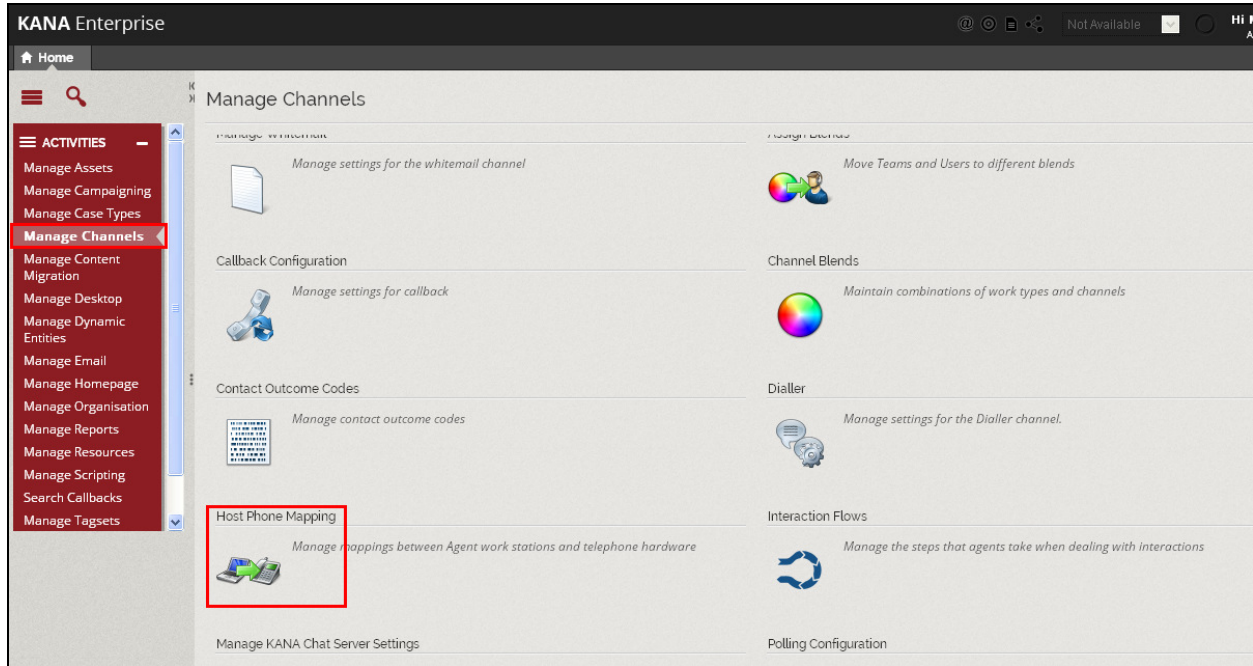 KANA Enterprise
Not Available
Hi
A
Home
Manage Channels
ACTIVITIES
Manage Assets
Manage Campaigning
Manage Case Types
Manage Channels
Manage Content
Migration
Manage Desktop
Manage Dynamic
Entities
Manage Email
Manage Homepage
Manage Organisation
Manage Reports
Manage Resources
Manage Scripting
Search Callbacks
Manage Tagsets
Manage Whitemail
Manage settings for the whitemail channel
Assign Blends
Move Teams and Users to different blends
Callback Configuration
Manage settings for callback
Channel Blends
Maintain combinations of work types and channels
Contact Outcome Codes
Manage contact outcome codes
Dialler
Manage settings for the Dialler channel.
Host Phone Mapping
Manage mappings between Agent work stations and telephone hardware
Interaction Flows
Manage the steps that agents take when dealing with interactions
Manage KANA Chat Server Settings
Polling Configuration